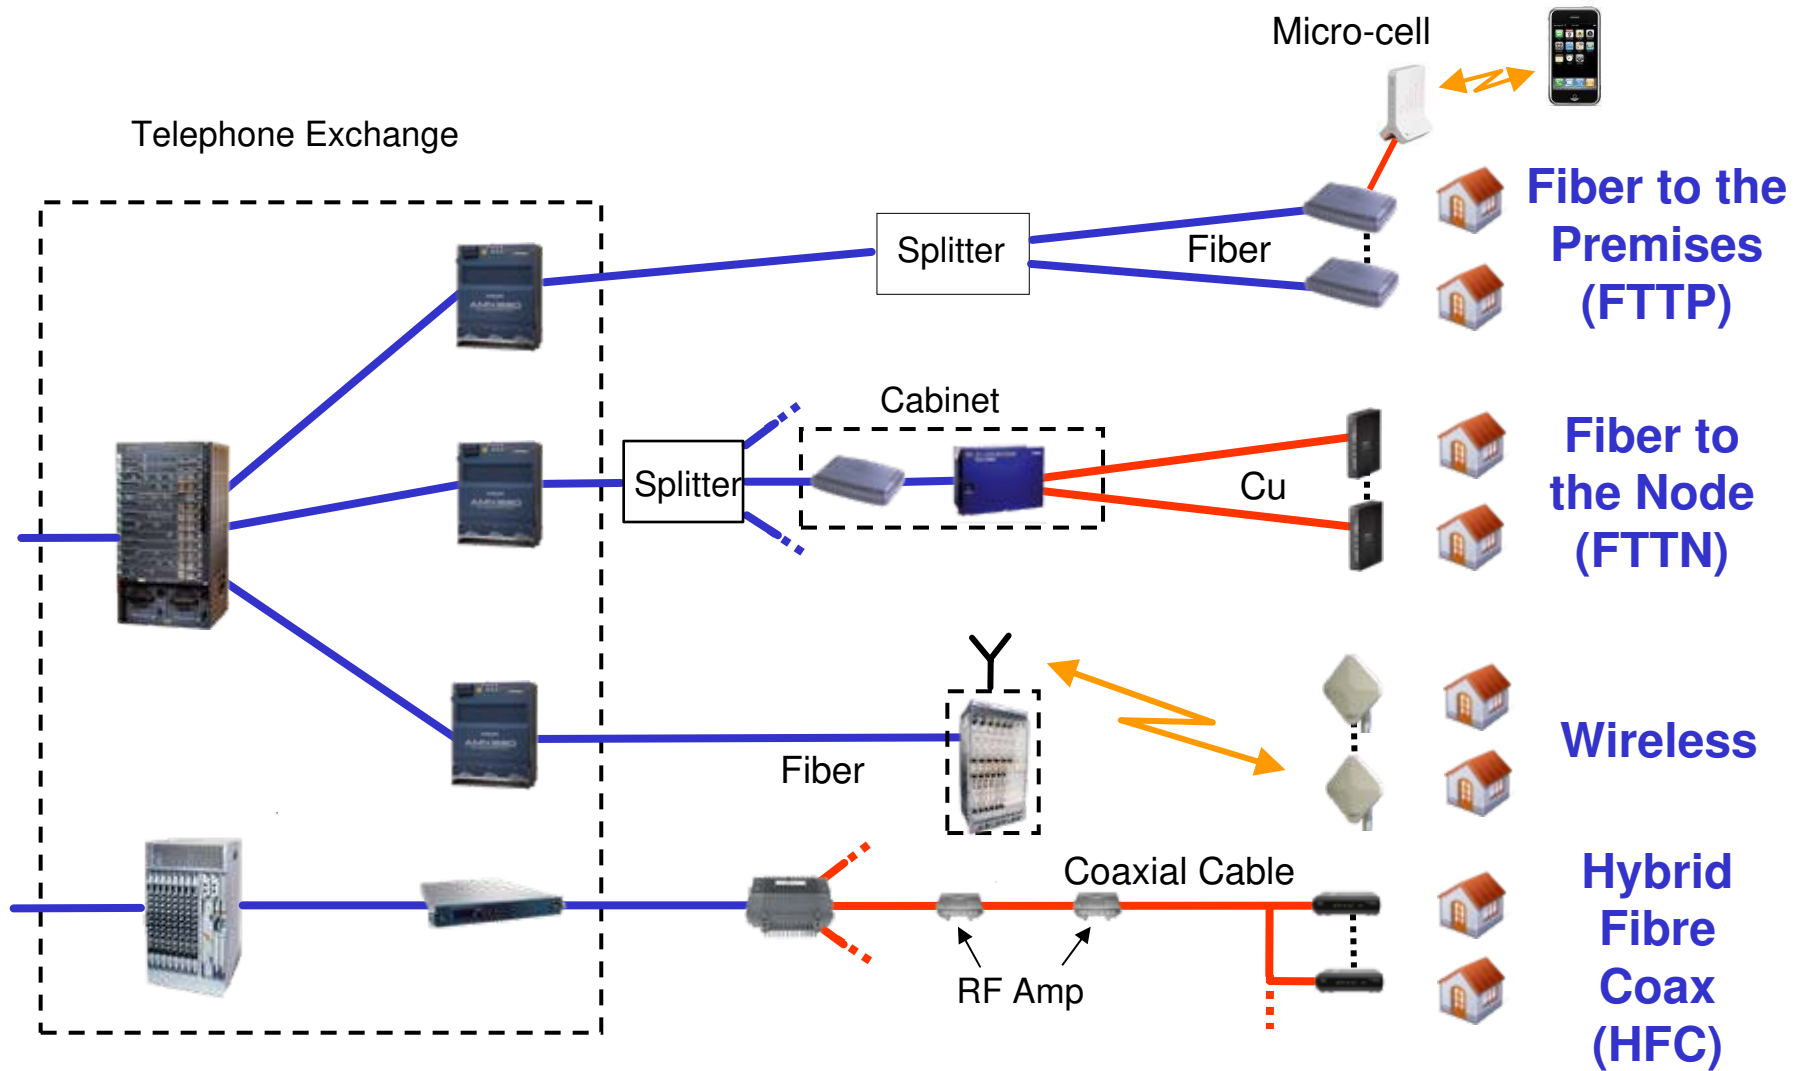 Micro-cell
Telephone Exchange
Splitter
Fiber
Fiber to the
Premises
(FTTP)
Cabinet
Splitter
Cu
Fiber to
the Node
(FTTN)
Fiber
Wireless
Coaxial Cable
RF Amp
Hybrid
Fibre
Coax
(HFC)